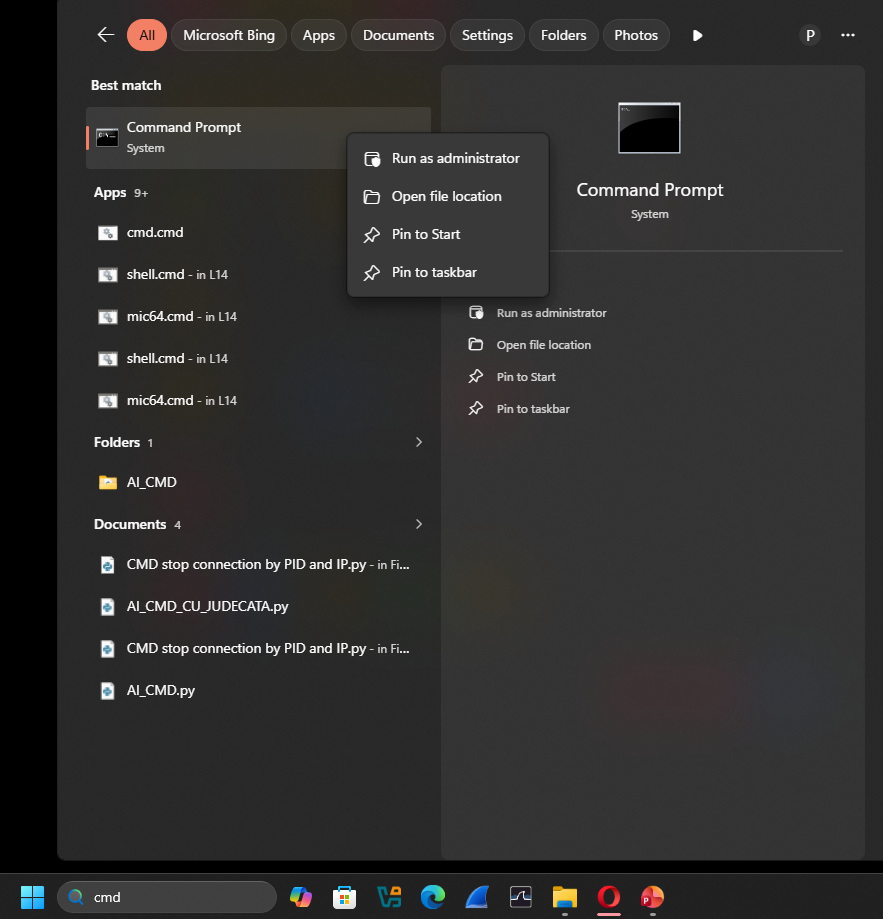 All
Microsoft Bing
Apps
Documents
Settings
Folders
Photos
P
Best match
Command Prompt
System
Apps 9+
cmd.cmd
shell.cmd - in L14
mic64.cmd - in L14
shell.cmd - in L14
mic64.cmd - in L14
Folders 1
AI_CMD
Documents 4
CMD stop connection by PID and IP.py - in Fi...
AI_CMD_CU_JUDECATA.py
CMD stop connection by PID and IP.py - in Fi...
AI_CMD.py
Run as administrator
Open file location
Pin to Start
Pin to taskbar
Command Prompt
System
Run as administrator
Open file location
Pin to Start
Pin to taskbar
cmd
P